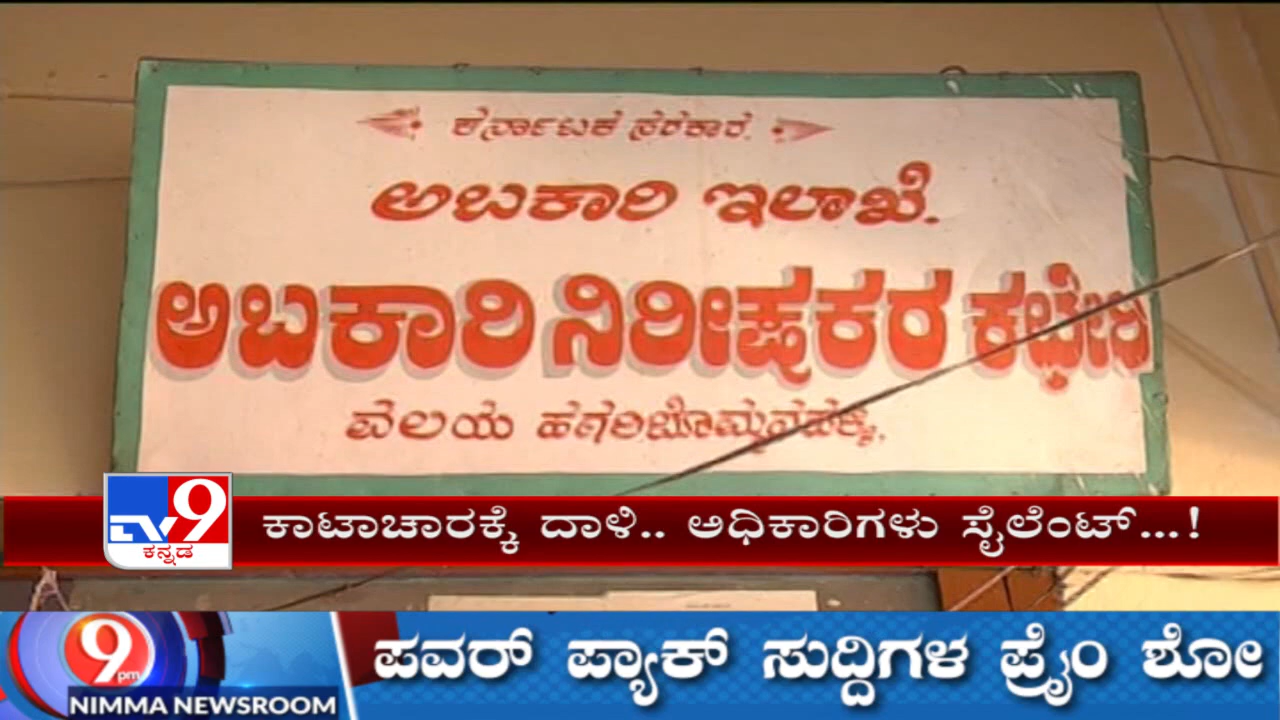 ಕರ್ನಾಟಕ ಸರಕಾರ.
ಅಬಕಾರಿ ಇಲಾಖೆ.
ಅಬಕಾರಿ ನಿರೀಷಕರ ಕಛೇರಿ
ವಲಯ ಹಗರಿಬೊಮ್ಮನಹಳ್ಳಿ.
TV9 ಕನ್ನಡ
ಕಾಟಾಚಾರಕ್ಕೆ ದಾಳಿ.. ಅಧಿಕಾರಿಗಳು ಸೈಲೆಂಟ್...!
9pm NIMMA NEWSROOM
ಪವರ್ ಪ್ಯಾಕ್ ಸುದ್ದಿಗಳ ಪ್ರೈಂ ಶೋ